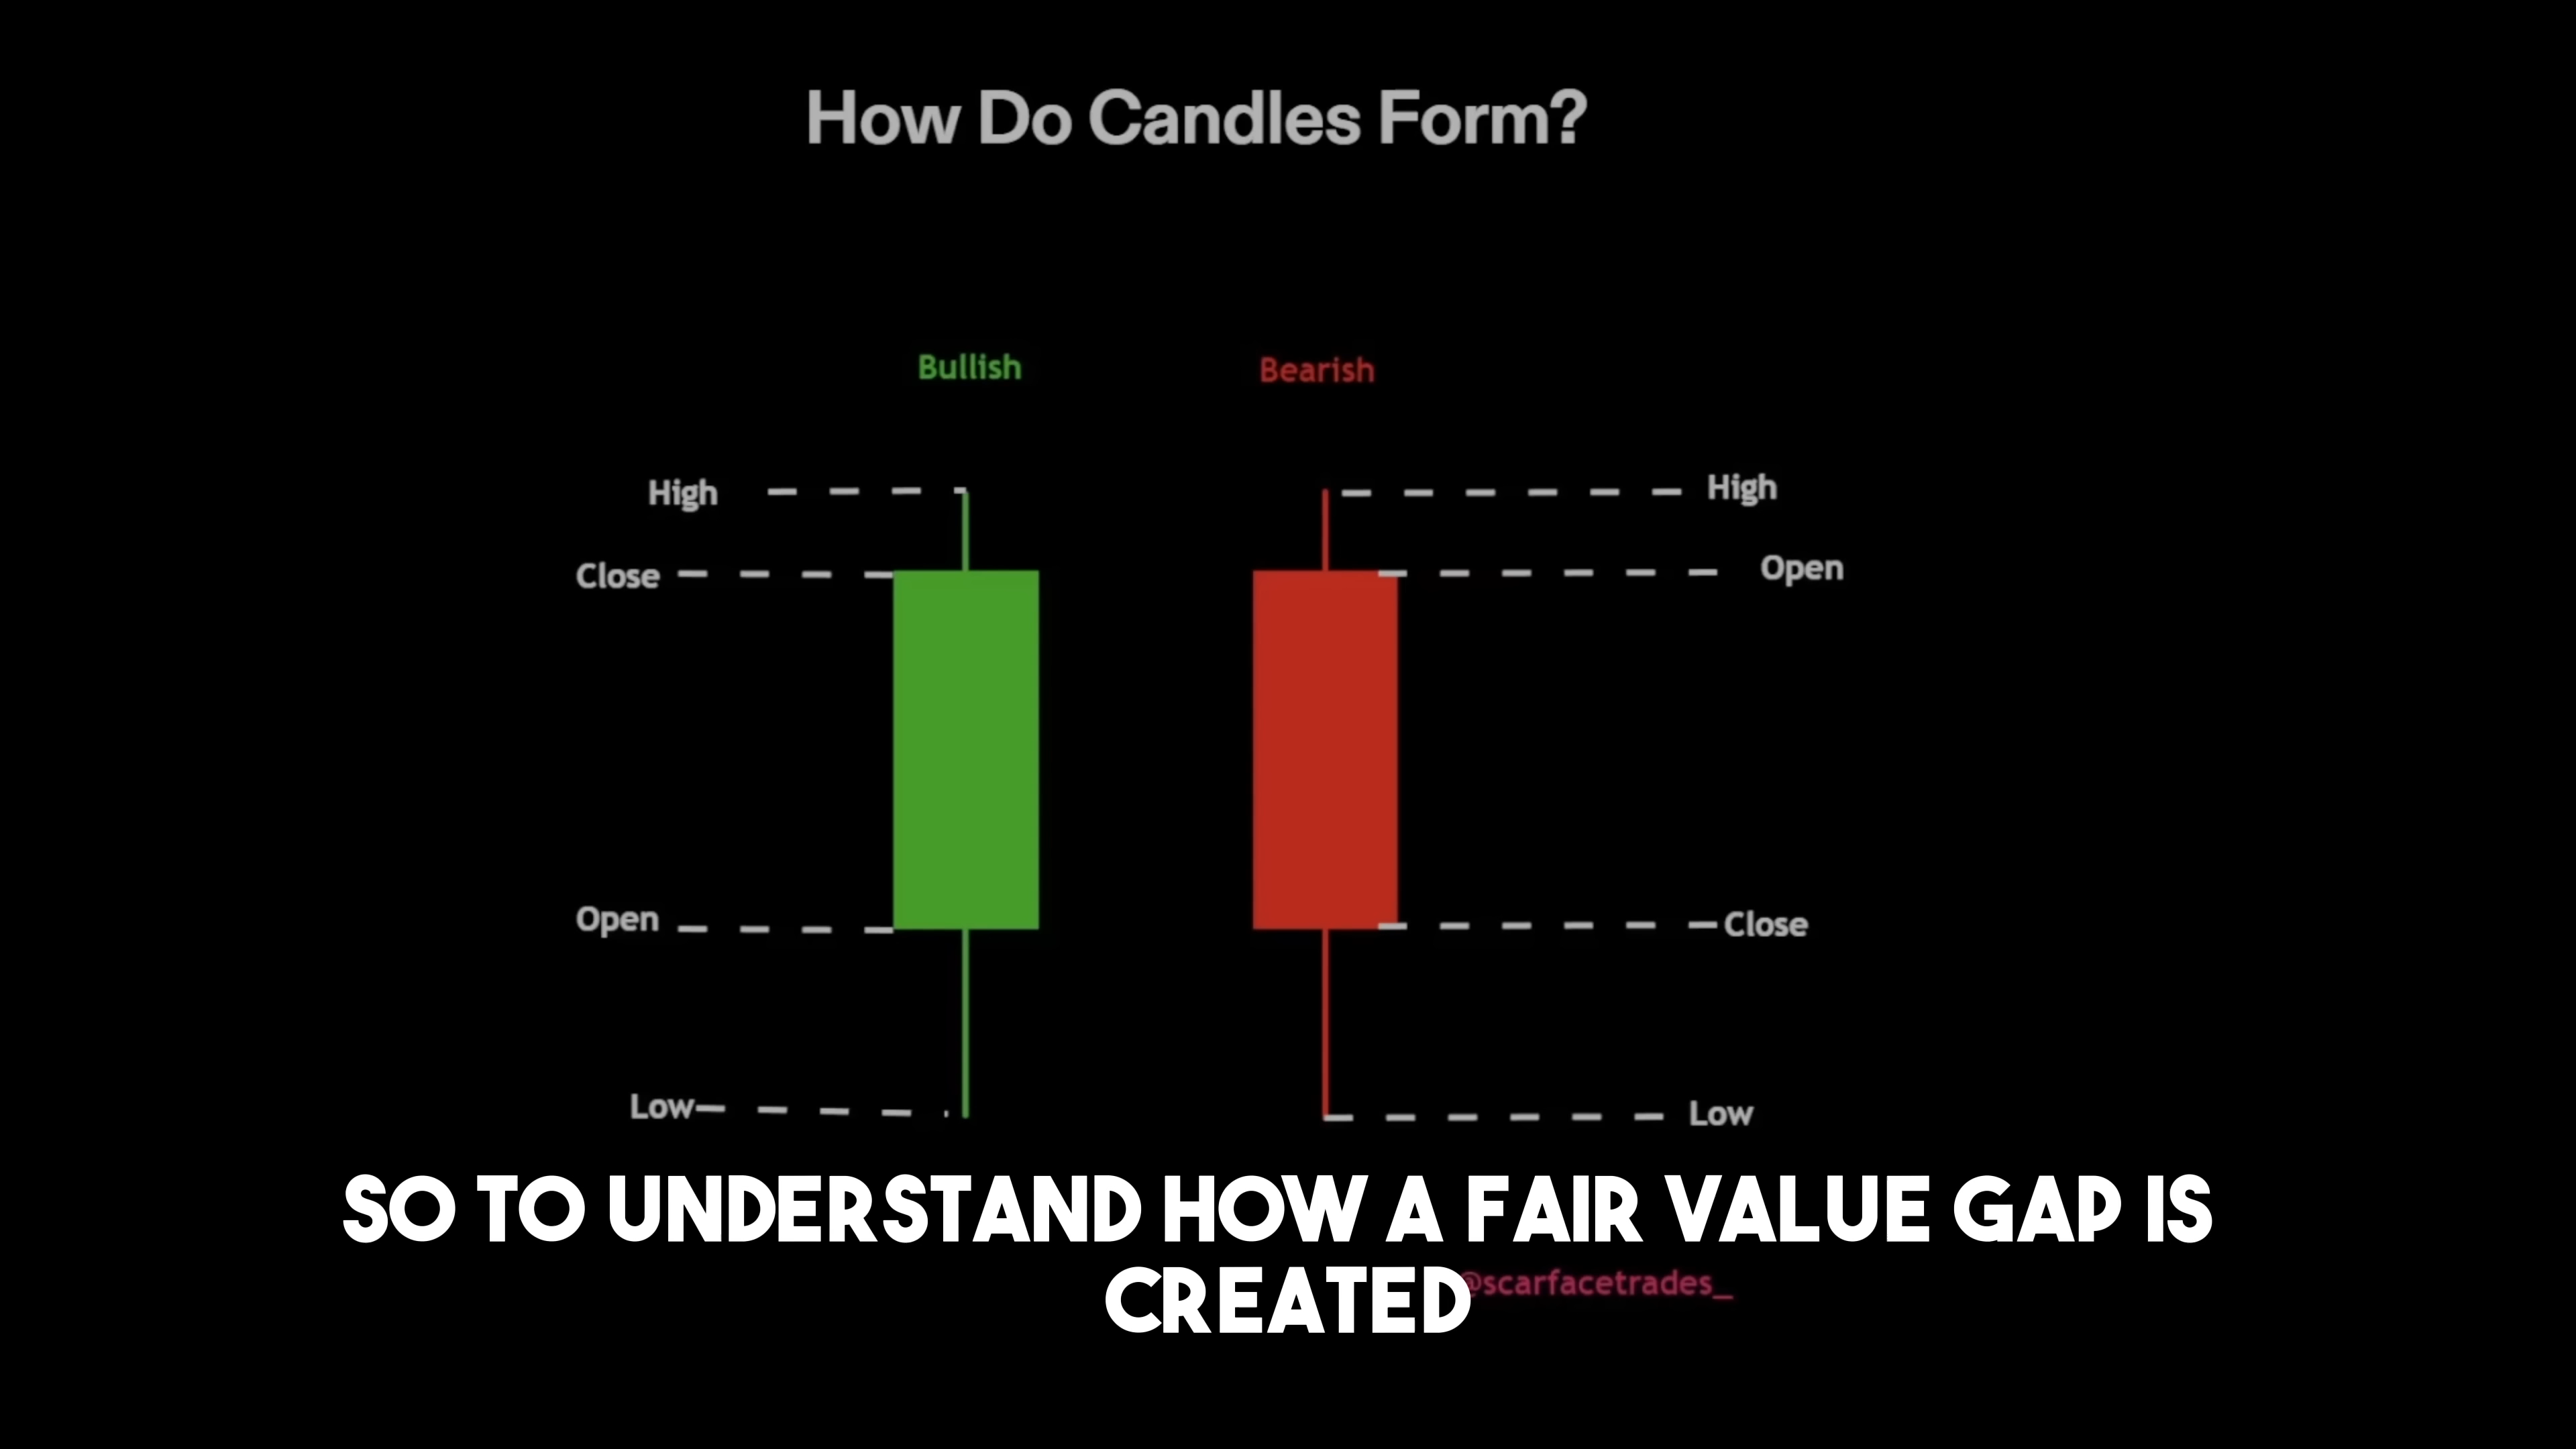 How Do Candles Form?
Bullish
Bearish
High
High
Close
Open
Open
Close
Low
Low
SO TO UNDERSTAND HOW A FAIR VALUE GAP IS
CREATED
@scarfacetrades_